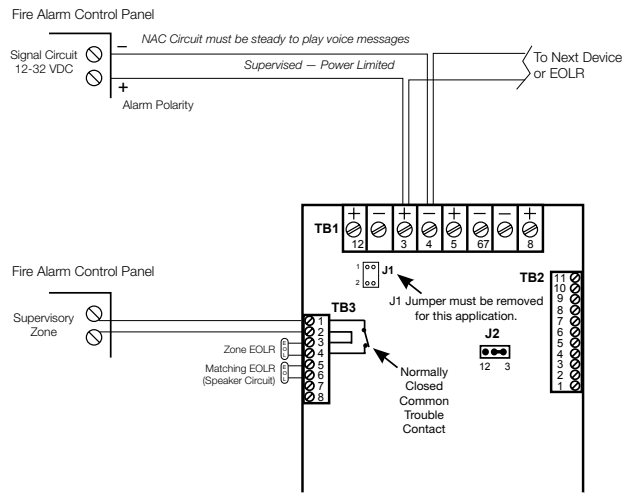 Fire Alarm Control Panel
Signal Circuit
12-32 VDC
–
+
NAC Circuit must be steady to play voice messages
Supervised — Power Limited
Alarm Polarity
To Next Device
or EOLR
TB1
+ – + – + – – +
12 3 4 5 67 8
1
2
J1
J1 Jumper must be removed
for this application.
TB2
11
10
9
8
7
6
5
4
3
2
1
J2
12 3
Fire Alarm Control Panel
Supervisory
Zone
TB3
1
2
3
4
5
6
7
8
Zone EOLR
EOL
Matching EOLR
(Speaker Circuit)
EOL
Normally
Closed
Common
Trouble
Contact